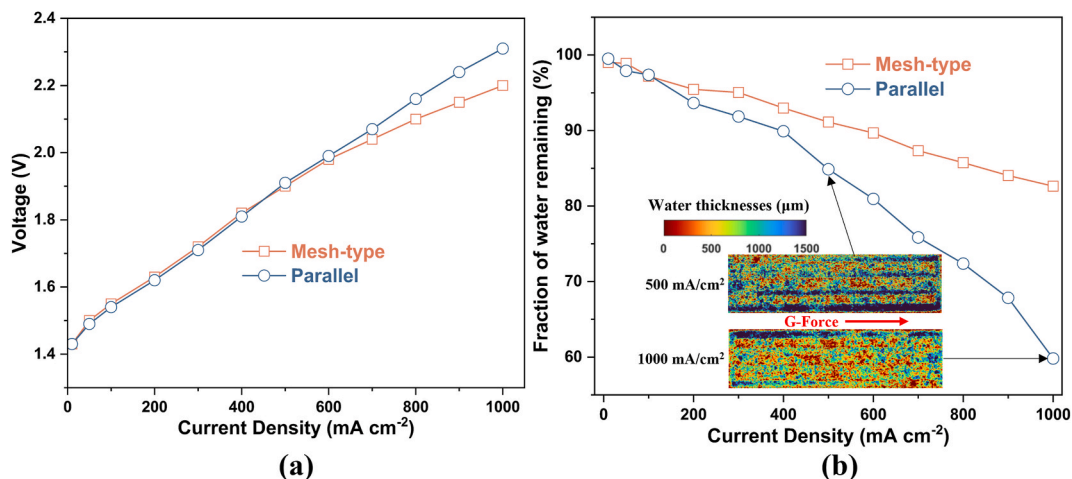 2.4
2.2
2.0
1.8
1.6
1.4
Voltage (V)
Mesh-type
Parallel
0
200
400
600
800
1000
Current Density (mA cm⁻²)
(a)
100
90
80
70
60
Fraction of water remaining (%)
Mesh-type
Parallel
Water thicknesses (μm)
0
500
1000
1500
500 mA/cm²
G-Force
1000 mA/cm²
0
200
400
600
800
1000
Current Density (mA cm⁻²)
(b)